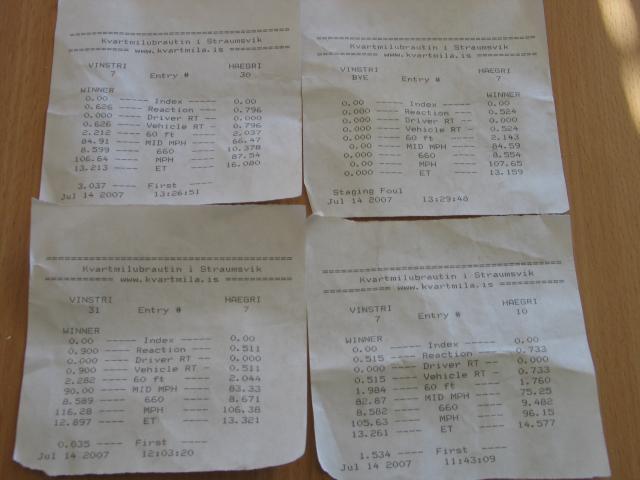 ========================================
Kvartmilubrautin i Straumsvik
=========== www.kvartmila.is ===========
VINSTRI HAEGRI
7 Entry # 30
WINNER
0.00 ----- Index ----- 0.00
0.626 ---- Reaction ---- 0.796
0.000 ---- Driver RT -- 0.000
0.626 ---- Vehicle RT - 0.796
2.212 ---- 60 ft ---- 2.037
84.91 ---- MID MPH ---- 66.47
8.599 ---- 660 ---- 10.378
106.64 ---- MPH ---- 87.54
13.213 ---- ET ---- 16.080
3.037 ---- First ----
Jul 14 2007 13:26:51
========================================
Kvartmilubrautin i Straumsvik
=========== www.kvartmila.is ===========
VINSTRI HAEGRI
BYE Entry # 7
WINNER
0.00 ----- Index ----- 0.00
0.000 ---- Reaction ---- 0.524
0.000 ---- Driver RT -- 0.000
0.000 ---- Vehicle RT - 0.524
0.000 ---- 60 ft ---- 2.143
0.000 ---- MID MPH ---- 84.59
0.000 ---- 660 ---- 8.554
0.000 ---- MPH ---- 107.65
0.000 ---- ET ---- 13.159
Staging Foul
Jul 14 2007 13:29:48
========================================
Kvartmilubrautin i Straumsvik
=========== www.kvartmila.is ===========
VINSTRI HAEGRI
31 Entry # 7
WINNER
0.00 ----- Index ----- 0.00
0.900 ---- Reaction ---- 0.511
0.000 ---- Driver RT -- 0.000
0.900 ---- Vehicle RT - 0.511
2.282 ---- 60 ft ---- 2.044
90.00 ---- MID MPH ---- 83.33
8.589 ---- 660 ---- 8.671
116.28 ---- MPH ---- 106.38
12.897 ---- ET ---- 13.321
0.035 ---- First ----
Jul 14 2007 12:03:20
========================================
Kvartmilubrautin i Straumsvik
=========== www.kvartmila.is ===========
VINSTRI HAEGRI
7 Entry # 10
WINNER
0.00 ----- Index ----- 0.00
0.515 ---- Reaction ---- 0.733
0.000 ---- Driver RT -- 0.000
0.515 ---- Vehicle RT - 0.733
1.984 ---- 60 ft ---- 1.760
82.87 ---- MID MPH ---- 75.25
8.582 ---- 660 ---- 9.482
105.63 ---- MPH ---- 96.15
13.261 ---- ET ---- 14.577
1.534 ---- First ----
Jul 14 2007 11:43:09